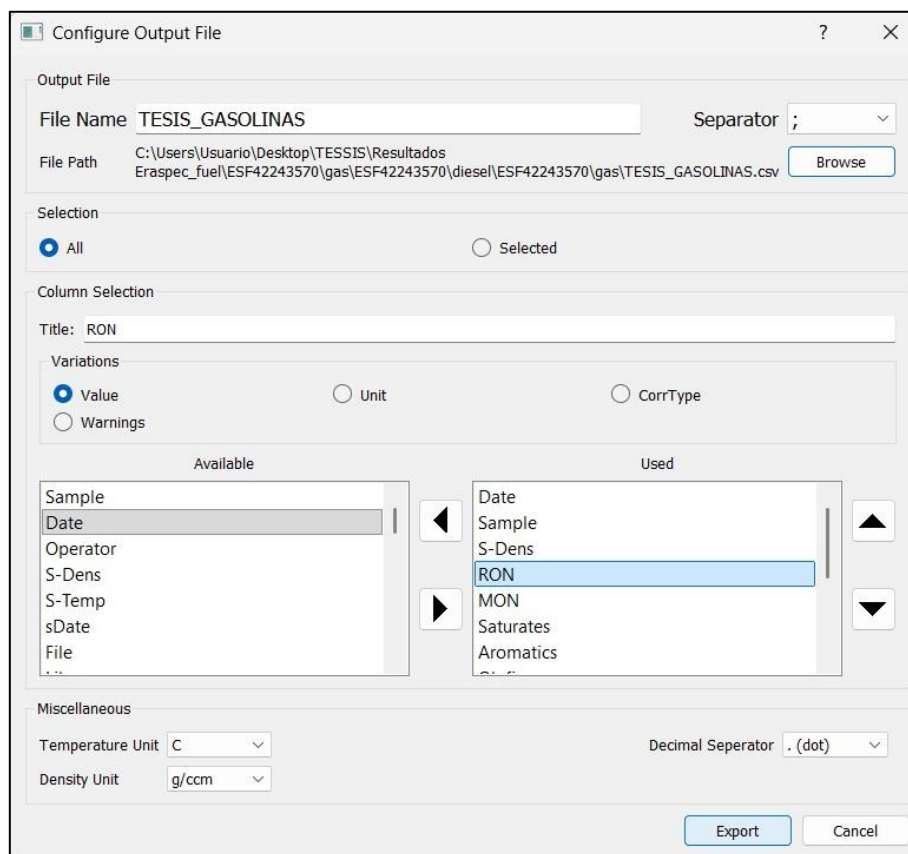 Configure Output File ?
Output File
File Name TESIS_GASOLINAS Separator ;
File Path C:\Users\Usuario\Desktop\TESSIS\Resultados
Eraspec_fuel\ESF42243570\gas\ESF42243570\diesel\ESF42243570\gas\TESIS_GASOLINAS.csv Browse
Selection
All Selected
Column Selection
Title: RON
Variations
Value Unit CorrType
Warnings
Available Used
Sample Date
Date Sample
Operator S-Dens
S-Dens RON
S-Temp MON
sDate Saturates
File Aromatics
Miscellaneous
Temperature Unit C Decimal Seperator . (dot)
Density Unit g/ccm
Export Cancel